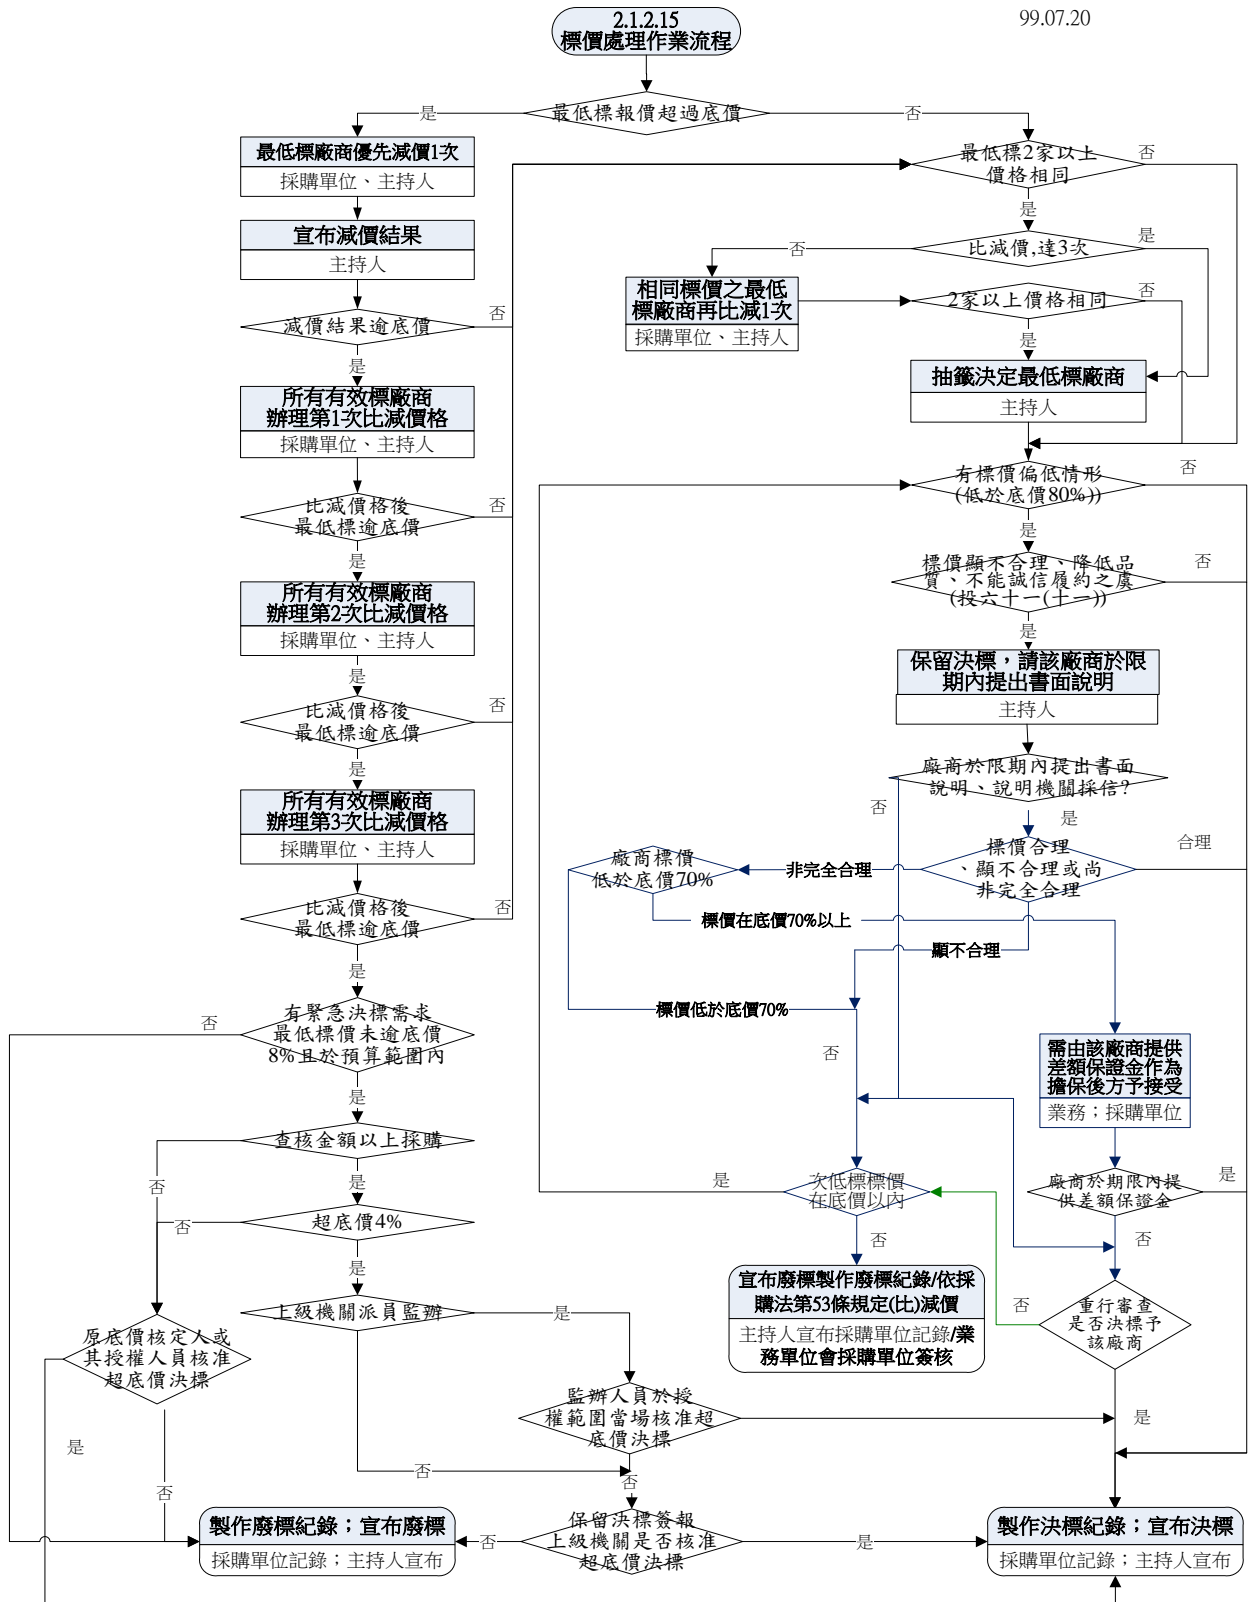 2.1.2.15
標價處理作業流程
99.07.20
最低標報價超過底價
是
否
最低標廠商優先減價1次
採購單位、主持人
宣布減價結果
主持人
減價結果逾底價
否
是
所有有效標廠商
辦理第1次比減價格
採購單位、主持人
比減價格後
最低標逾底價
否
是
所有有效標廠商
辦理第2次比減價格
採購單位、主持人
比減價格後
最低標逾底價
否
是
所有有效標廠商
辦理第3次比減價格
採購單位、主持人
比減價格後
最低標逾底價
否
是
有緊急決標需求
最低標價未逾底價
8%且於預算範圍內
否
查核金額以上採購
否
是
超底價4%
否
是
上級機關派員監辦
是
否
原底價核定人或
其授權人員核准
超底價決標
是
否
監辦人員於授
權範圍當場核准超
底價決標
是
否
保留決標簽報
上級機關是否核准
超底價決標
否
是
製作廢標紀錄；宣布廢標
採購單位記錄；主持人宣布
最低標2家以上
價格相同
否
是
比減價,達3次
否
是
相同標價之最低
標廠商再比減1次
採購單位、主持人
2家以上價格相同
否
是
抽籤決定最低標廠商
主持人
有標價偏低情形
(低於底價80%))
否
是
標價顯不合理、降低品
質、不能誠信履約之虞
(投六十一(十一))
否
是
保留決標，請該廠商於限
期內提出書面說明
主持人
廠商於限期內提出書面
說明、說明機關採信?
否
是
標價合理
、顯不合理或尚
非完全合理
合理
非完全合理
顯不合理
廠商標價
低於底價70%
標價在底價70%以上
標價低於底價70%
否
需由該廠商提供
差額保證金作為
擔保後方予接受
業務；採購單位
廠商於期限內提
供差額保證金
是
否
次低標標價
在底價以內
是
否
宣布廢標製作廢標紀錄/依採
購法第53條規定(比)減價
主持人宣布採購單位記錄/業
務單位會採購單位簽核
重行審查
是否決標予
該廠商
否
是
製作決標紀錄；宣布決標
採購單位記錄；主持人宣布